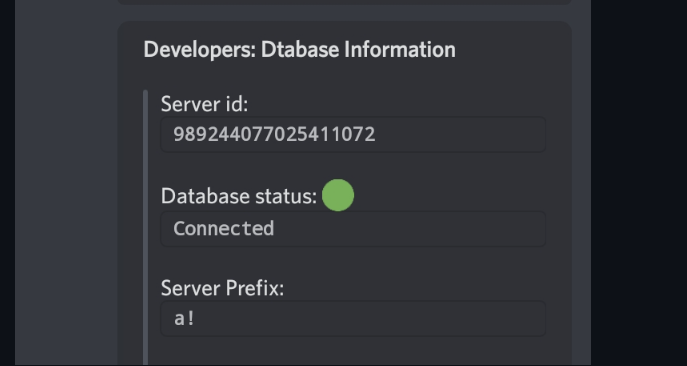 Developers: Dtabase Information
Server id:
989244077025411072
Database status:
Connected
Server Prefix:
a!